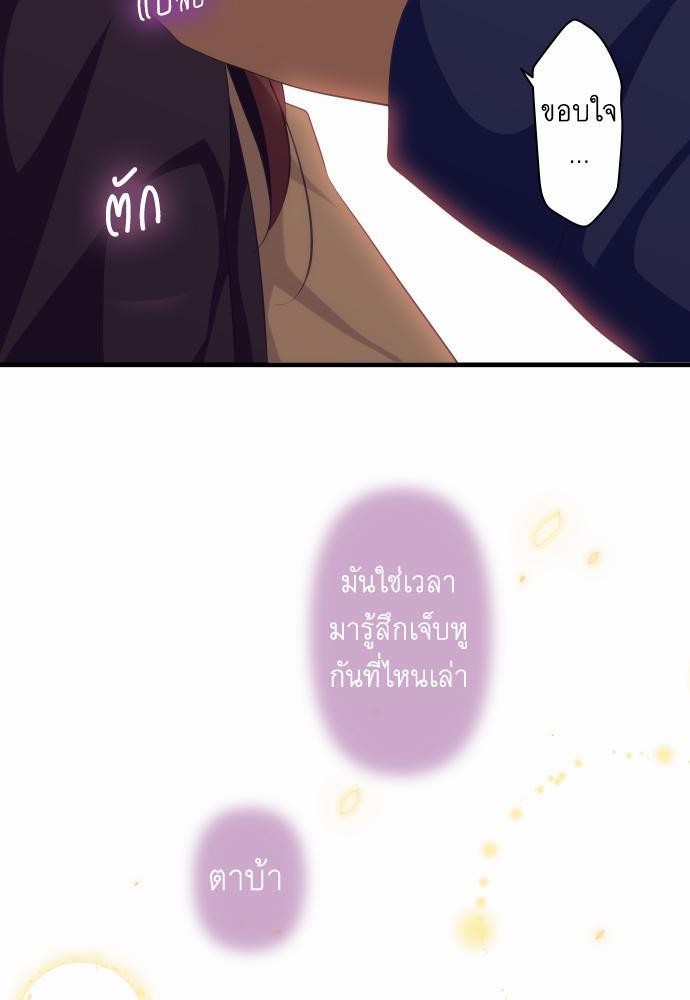 ขอบใจ
...
ตัก
มันใช่เวลา
มารู้สึกเจ็บหู
กันที่ไหนเล่า
ตาบ้า